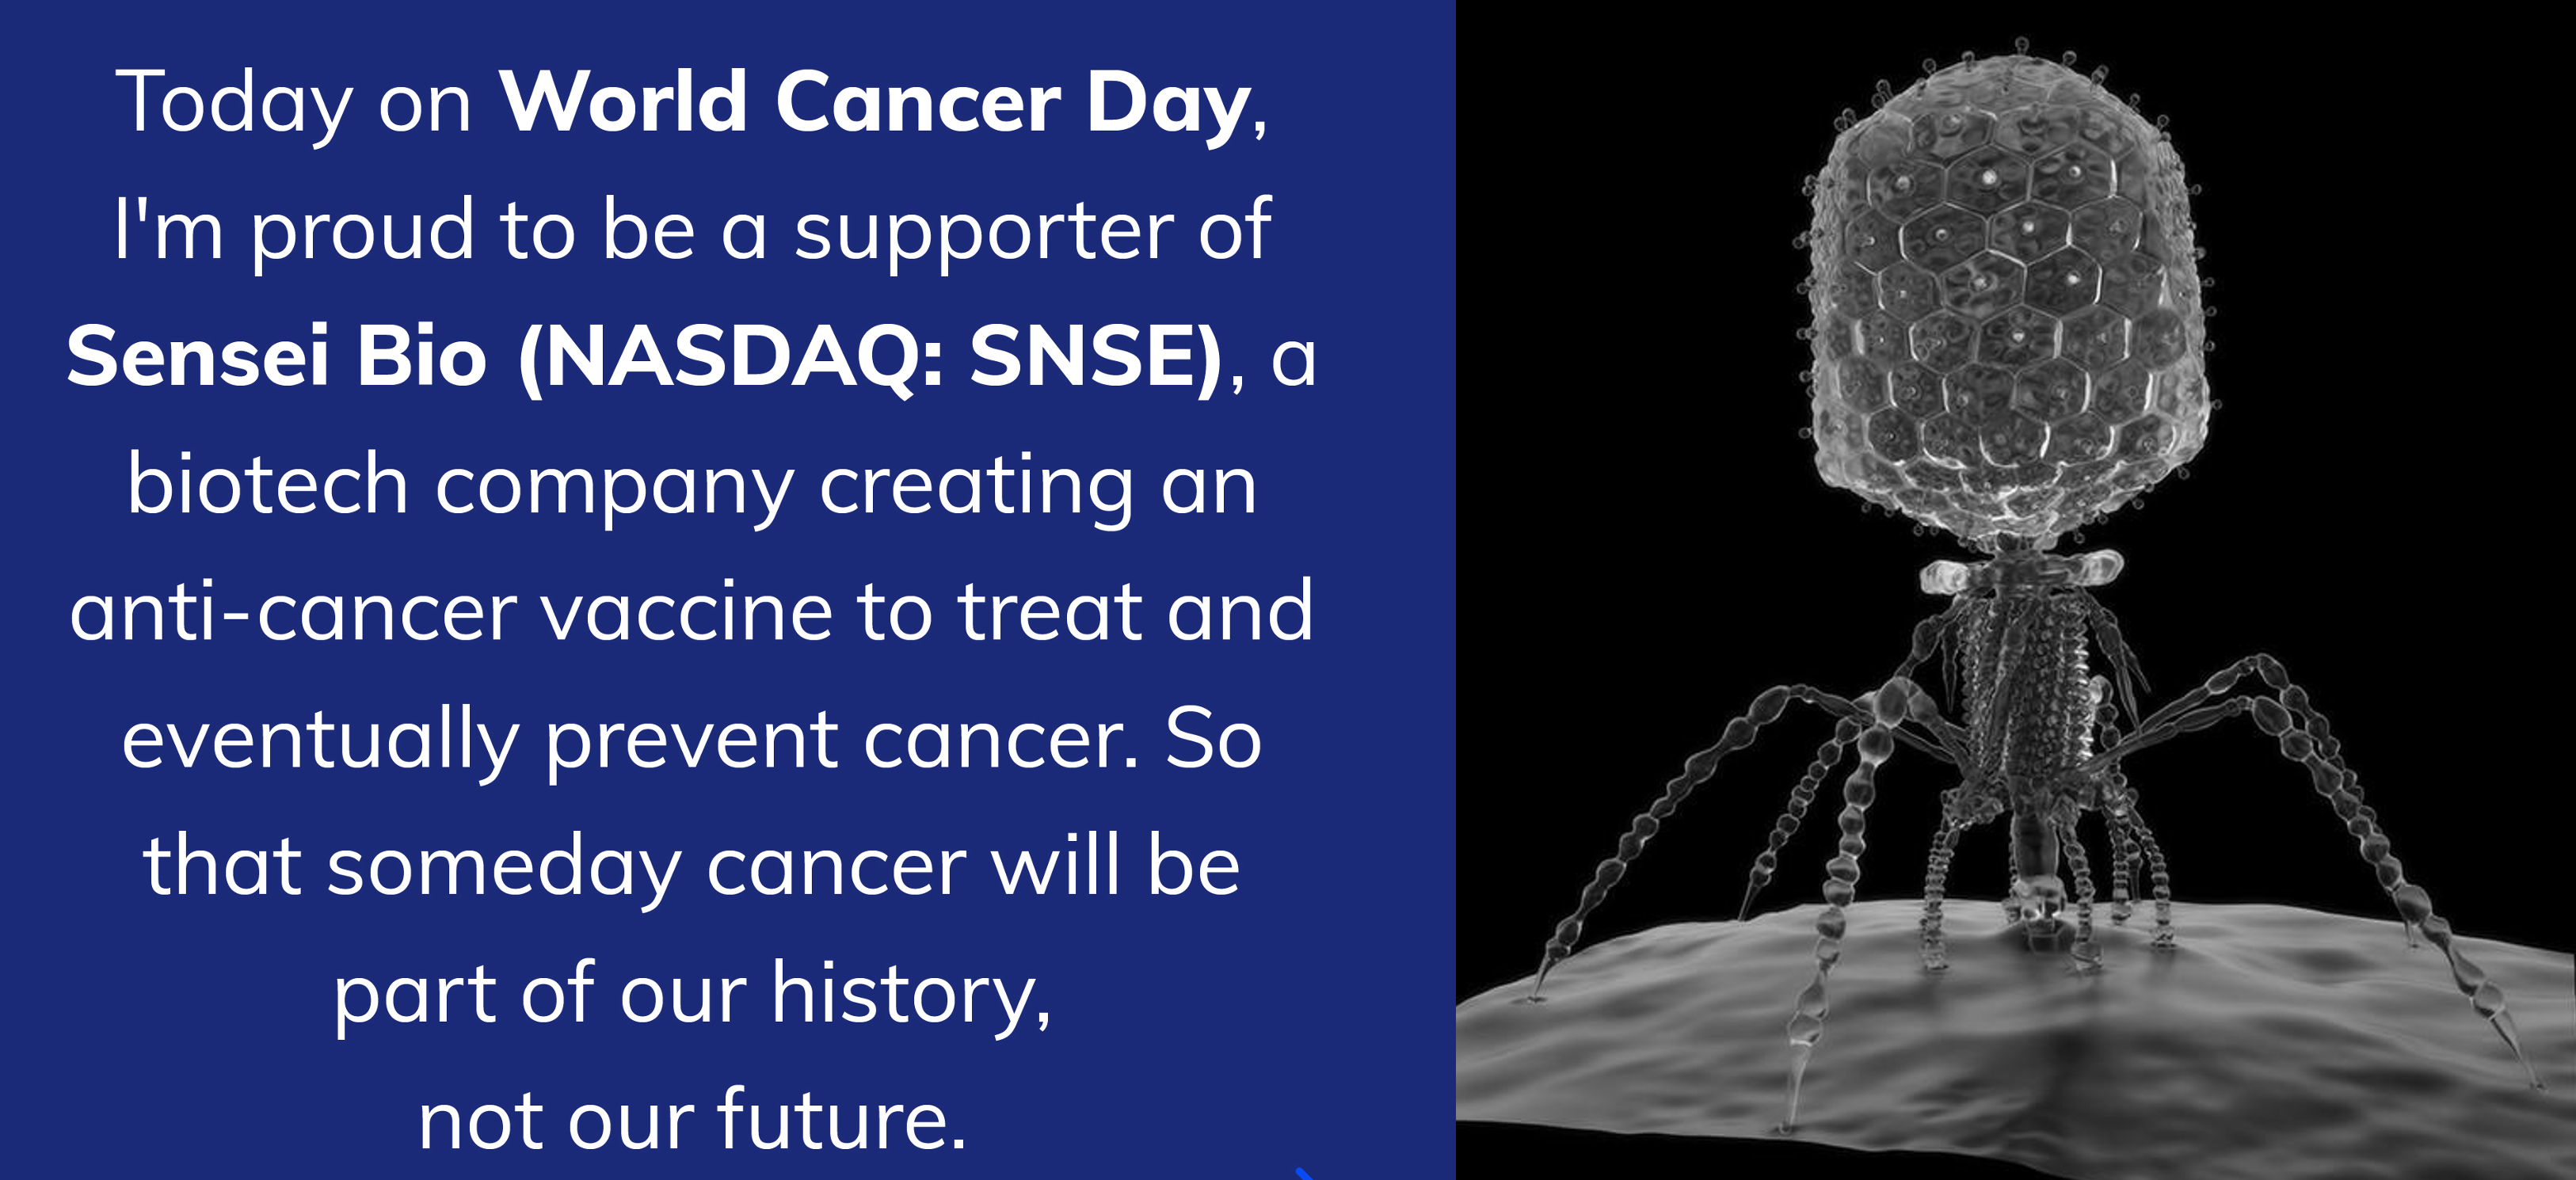 Today on World Cancer Day,
I'm proud to be a supporter of
Sensei Bio (NASDAQ: SNSE), a
biotech company creating an
anti-cancer vaccine to treat and
eventually prevent cancer. So
that someday cancer will be
part of our history,
not our future.